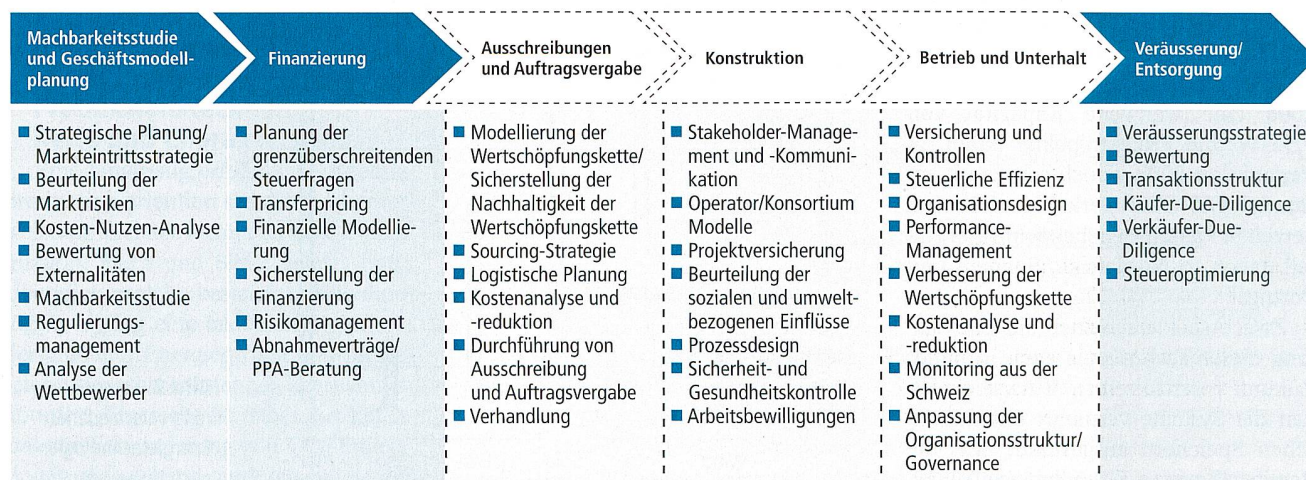 Machbarkeitsstudie
und Geschäftsmodell-
planung
Finanzierung
Ausschreibungen
und Auftragsvergabe
Konstruktion
Betrieb und Unterhalt
Veräusserung/
Entsorgung
■ Strategische Planung/
Markteintrittsstrategie
■ Beurteilung der
Marktrisiken
■ Kosten-Nutzen-Analyse
■ Bewertung von
Externalitäten
■ Machbarkeitsstudie
■ Regulierungs-
management
■ Analyse der
Wettbewerber
■ Planung der
grenzüberschreitenden
Steuerfragen
■ Transferpricing
■ Finanzielle Modellie-
rung
■ Sicherstellung der
Finanzierung
■ Risikomanagement
■ Abnahmeverträge/
PPA-Beratung
■ Modellierung der
Wertschöpfungskette/
Sicherstellung der
Nachhaltigkeit der
Wertschöpfungskette
■ Sourcing-Strategie
■ Logistische Planung
■ Kostenanalyse und
-reduktion
■ Durchführung von
Ausschreibung
und Auftragsvergabe
■ Verhandlung
■ Stakeholder-Manage-
ment und -Kommuni-
kation
■ Operator/Konsortium
Modelle
■ Projektversicherung
■ Beurteilung der
sozialen und umwelt-
bezogenen Einflüsse
■ Prozessdesign
■ Sicherheit- und
Gesundheitskontrolle
■ Arbeitsbewilligungen
■ Versicherung und
Kontrollen
■ Steuerliche Effizienz
■ Organisationsdesign
■ Performance-
Management
■ Verbesserung der
Wertschöpfungskette
■ Kostenanalyse und
-reduktion
■ Monitoring aus der
Schweiz
■ Anpassung der
Organisationsstruktur/
Governance
■ Veräusserungsstrategie
■ Bewertung
■ Transaktionsstruktur
■ Käufer-Due-Diligence
■ Verkäufer-Due-
Diligence
■ Steueroptimierung